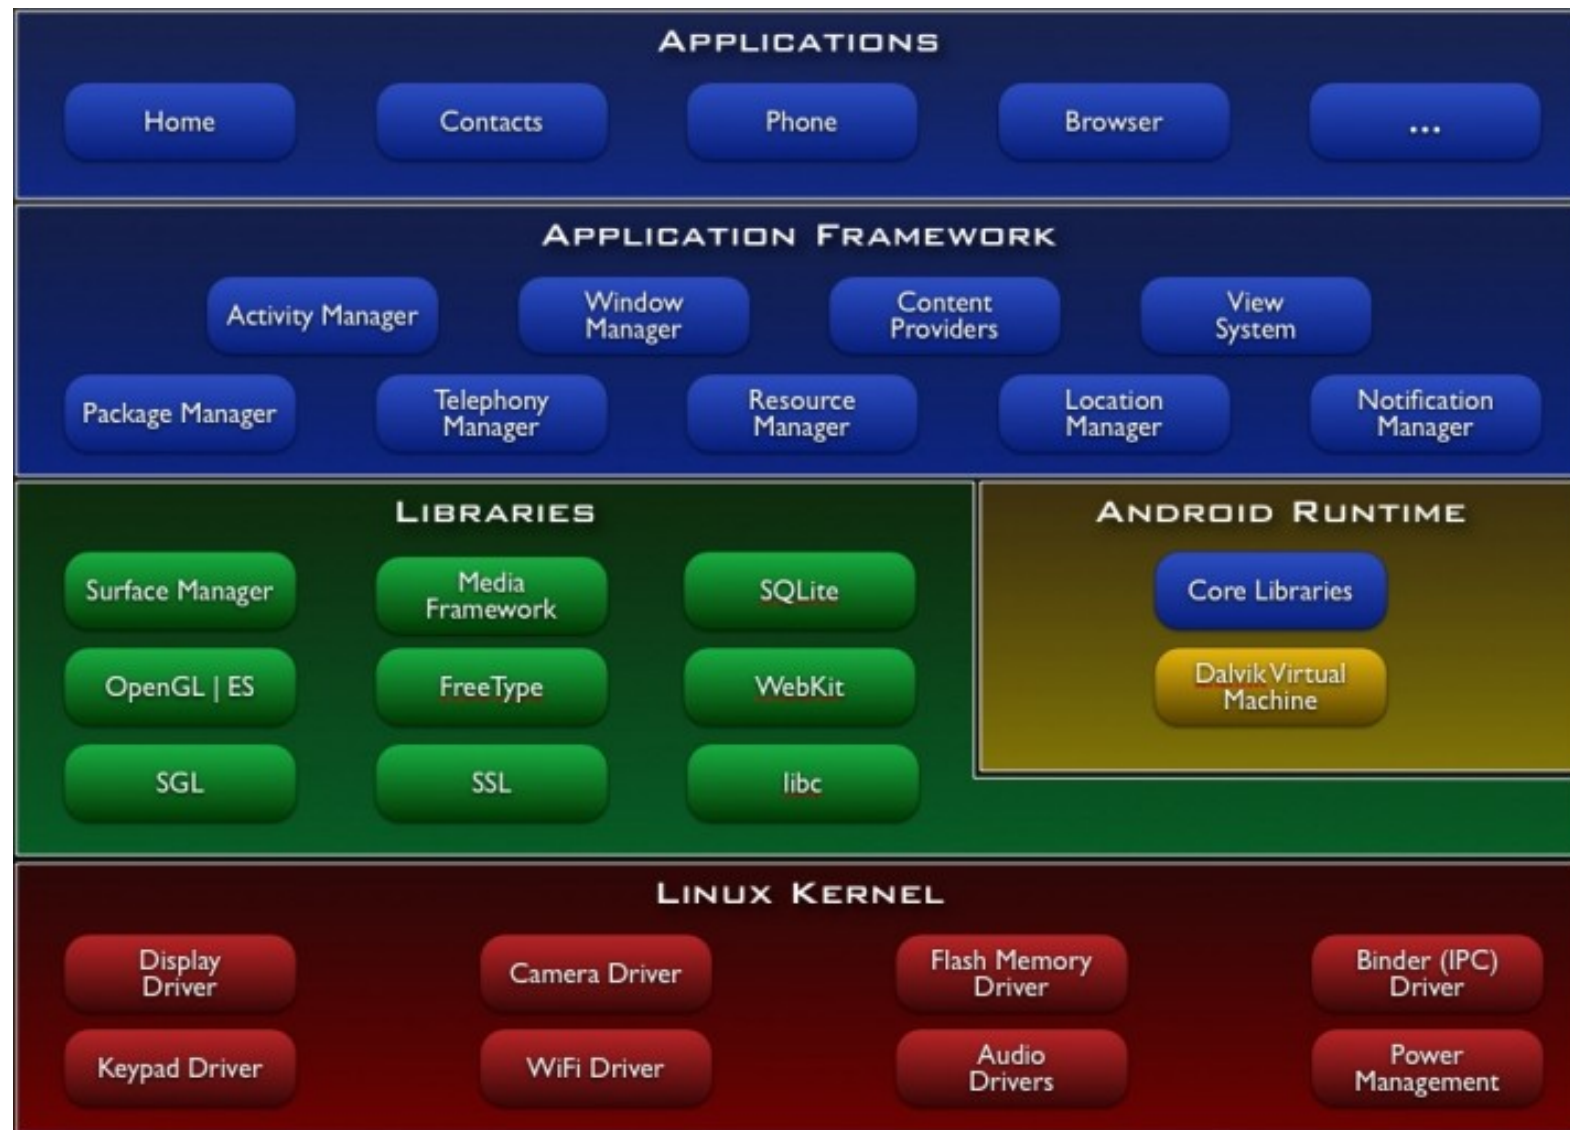 APPLICATIONS
Home
Contacts
Phone
Browser
...
APPLICATION FRAMEWORK
Activity Manager
Window
Manager
Content
Providers
View
System
Package Manager
Telephony
Manager
Resource
Manager
Location
Manager
Notification
Manager
LIBRARIES
Surface Manager
Media
Framework
SQLite
OpenGL | ES
FreeType
WebKit
SGL
SSL
libc
ANDROID RUNTIME
Core Libraries
Dalvik Virtual
Machine
LINUX KERNEL
Display
Driver
Camera Driver
Flash Memory
Driver
Binder (IPC)
Driver
Keypad Driver
WiFi Driver
Audio
Drivers
Power
Management